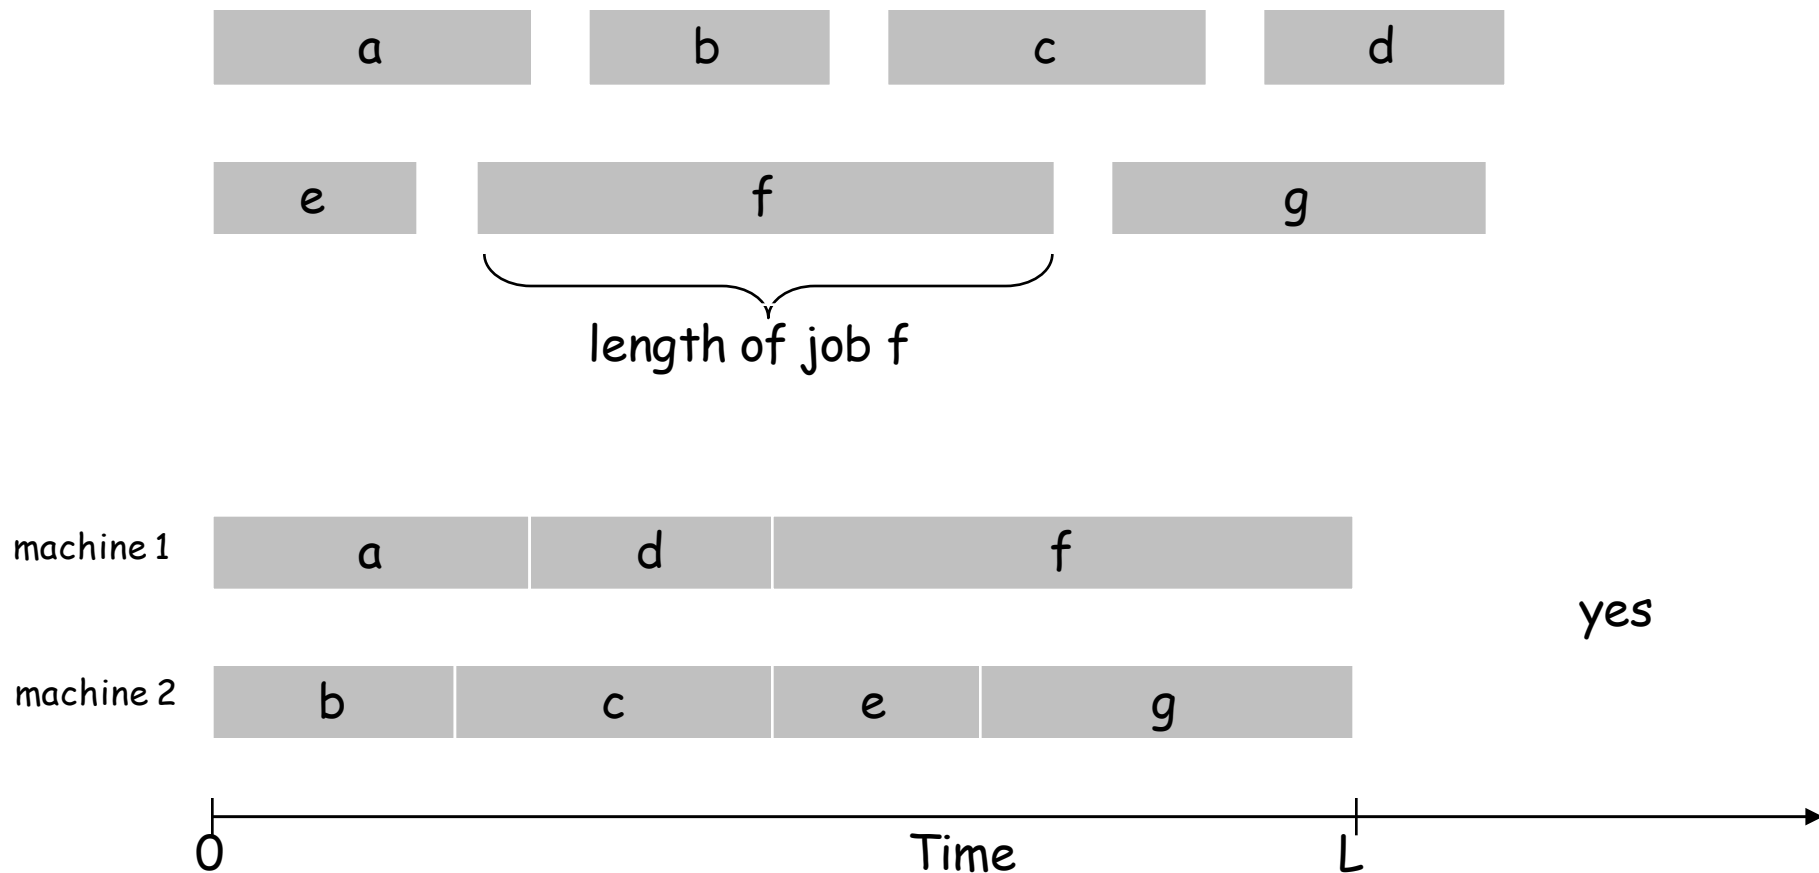 a b c d
e f g
length of job f
machine 1 a d f
yes
machine 2 b c e g
0 Time L